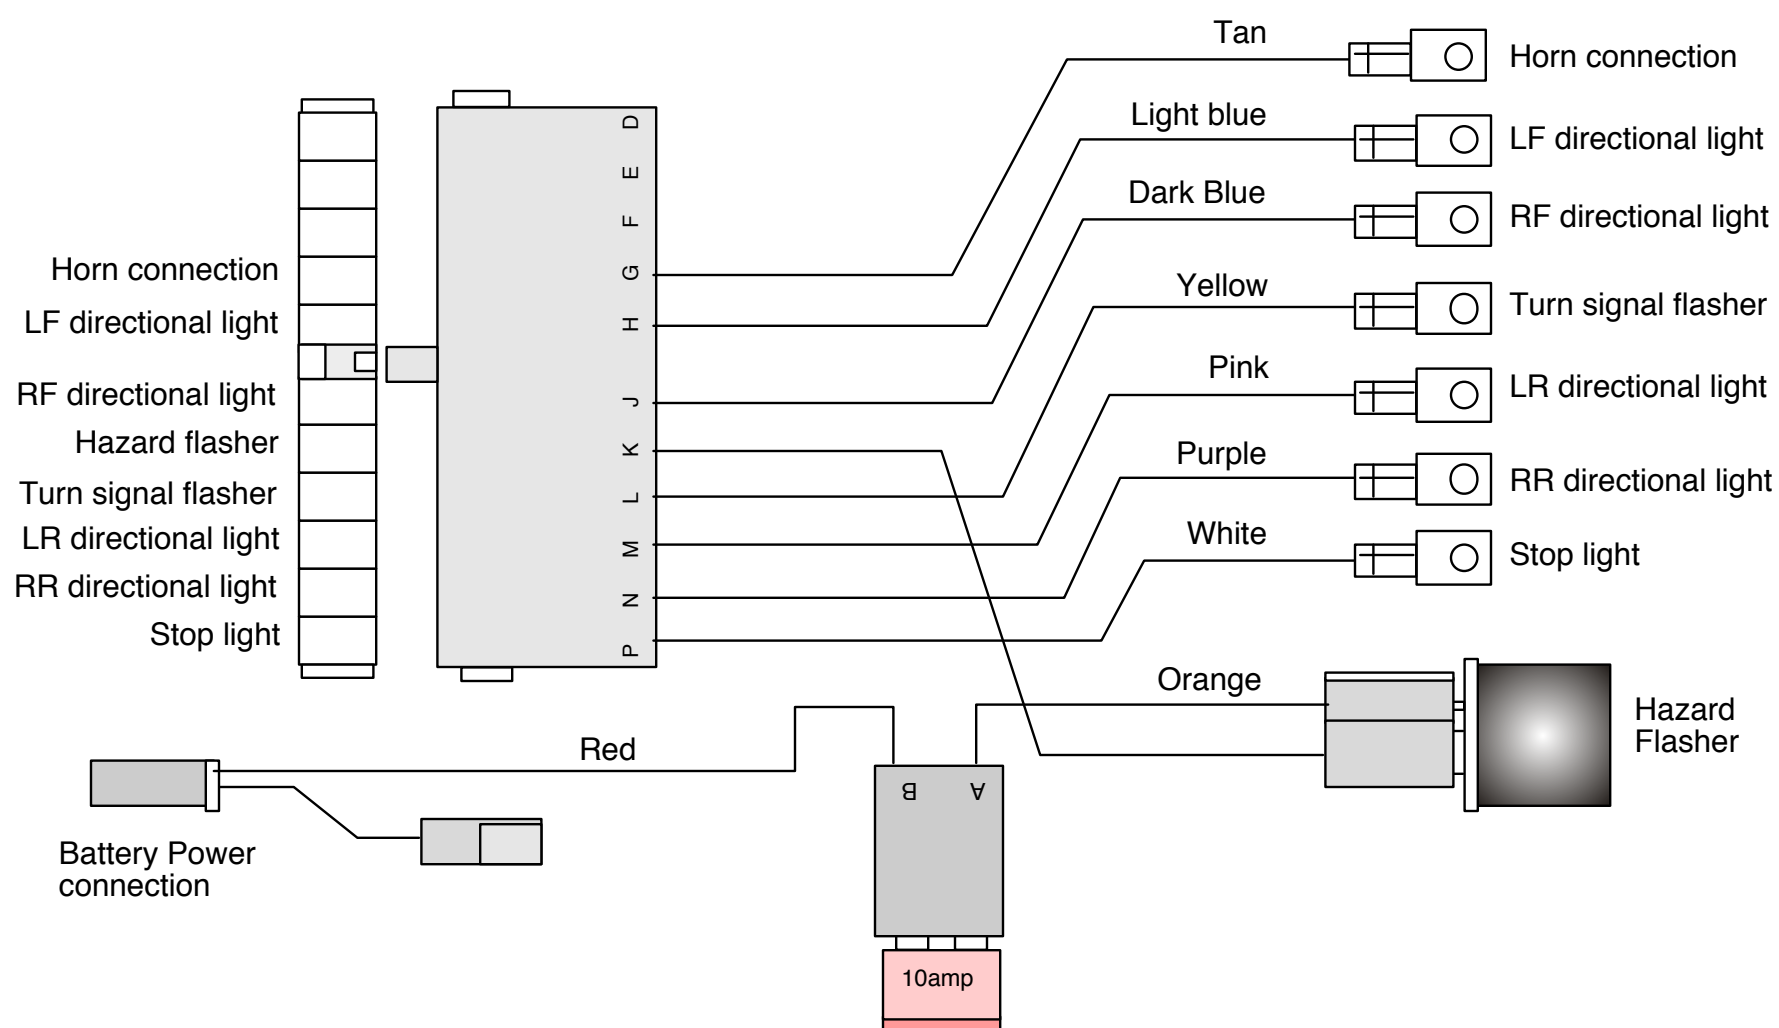 Tan
Horn connection
Light blue
LF directional light
Dark Blue
RF directional light
Yellow
Turn signal flasher
Pink
LR directional light
Purple
RR directional light
White
Stop light
Orange
Hazard
Flasher
D
E
F
G
H
J
K
L
M
N
P
Horn connection
LF directional light
RF directional light
Hazard flasher
Turn signal flasher
LR directional light
RR directional light
Stop light
Red
Battery Power
connection
B
A
10amp